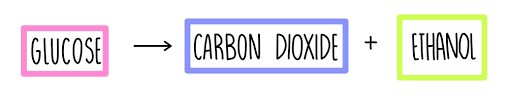 GLUCOSE → CARBON DIOXIDE + ETHANOL